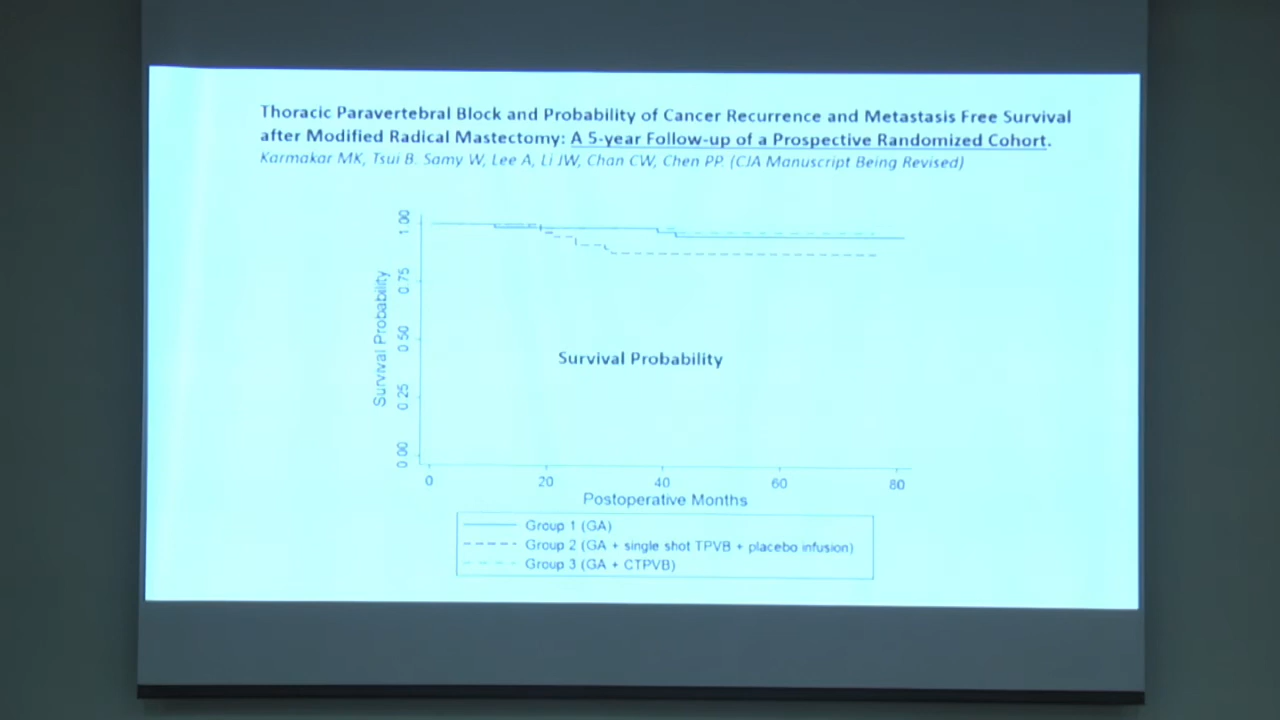 Thoracic Paravertebral Block and Probability of Cancer Recurrence and Metastasis Free Survival
after Modified Radical Mastectomy: A 5-year Follow-up of a Prospective Randomized Cohort.
Karmakar MK, Tsui B. Samy W, Lee A, Li JW, Chan CW, Chen PP. (CJA Manuscript Being Revised)
1.00
0.75
0.50
0.25
0.00
Survival Probability
Survival Probability
0 20 40 60 80
Postoperative Months
Group 1 (GA)
Group 2 (GA + single shot TPVB + placebo infusion)
Group 3 (GA + CTPVB)